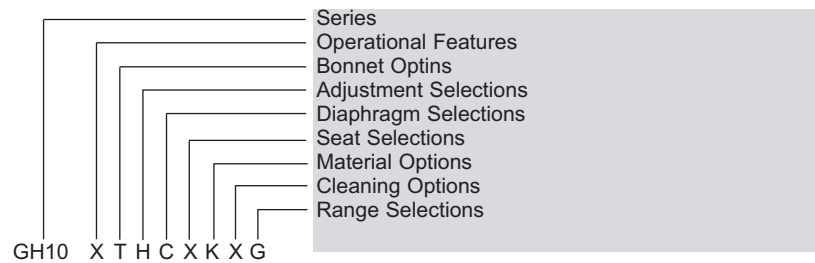 Series
Operational Features
Bonnet Optins
Adjustment Selections
Diaphragm Selections
Seat Selections
Material Options
Cleaning Options
Range Selections
GH10 X T H C X K X G